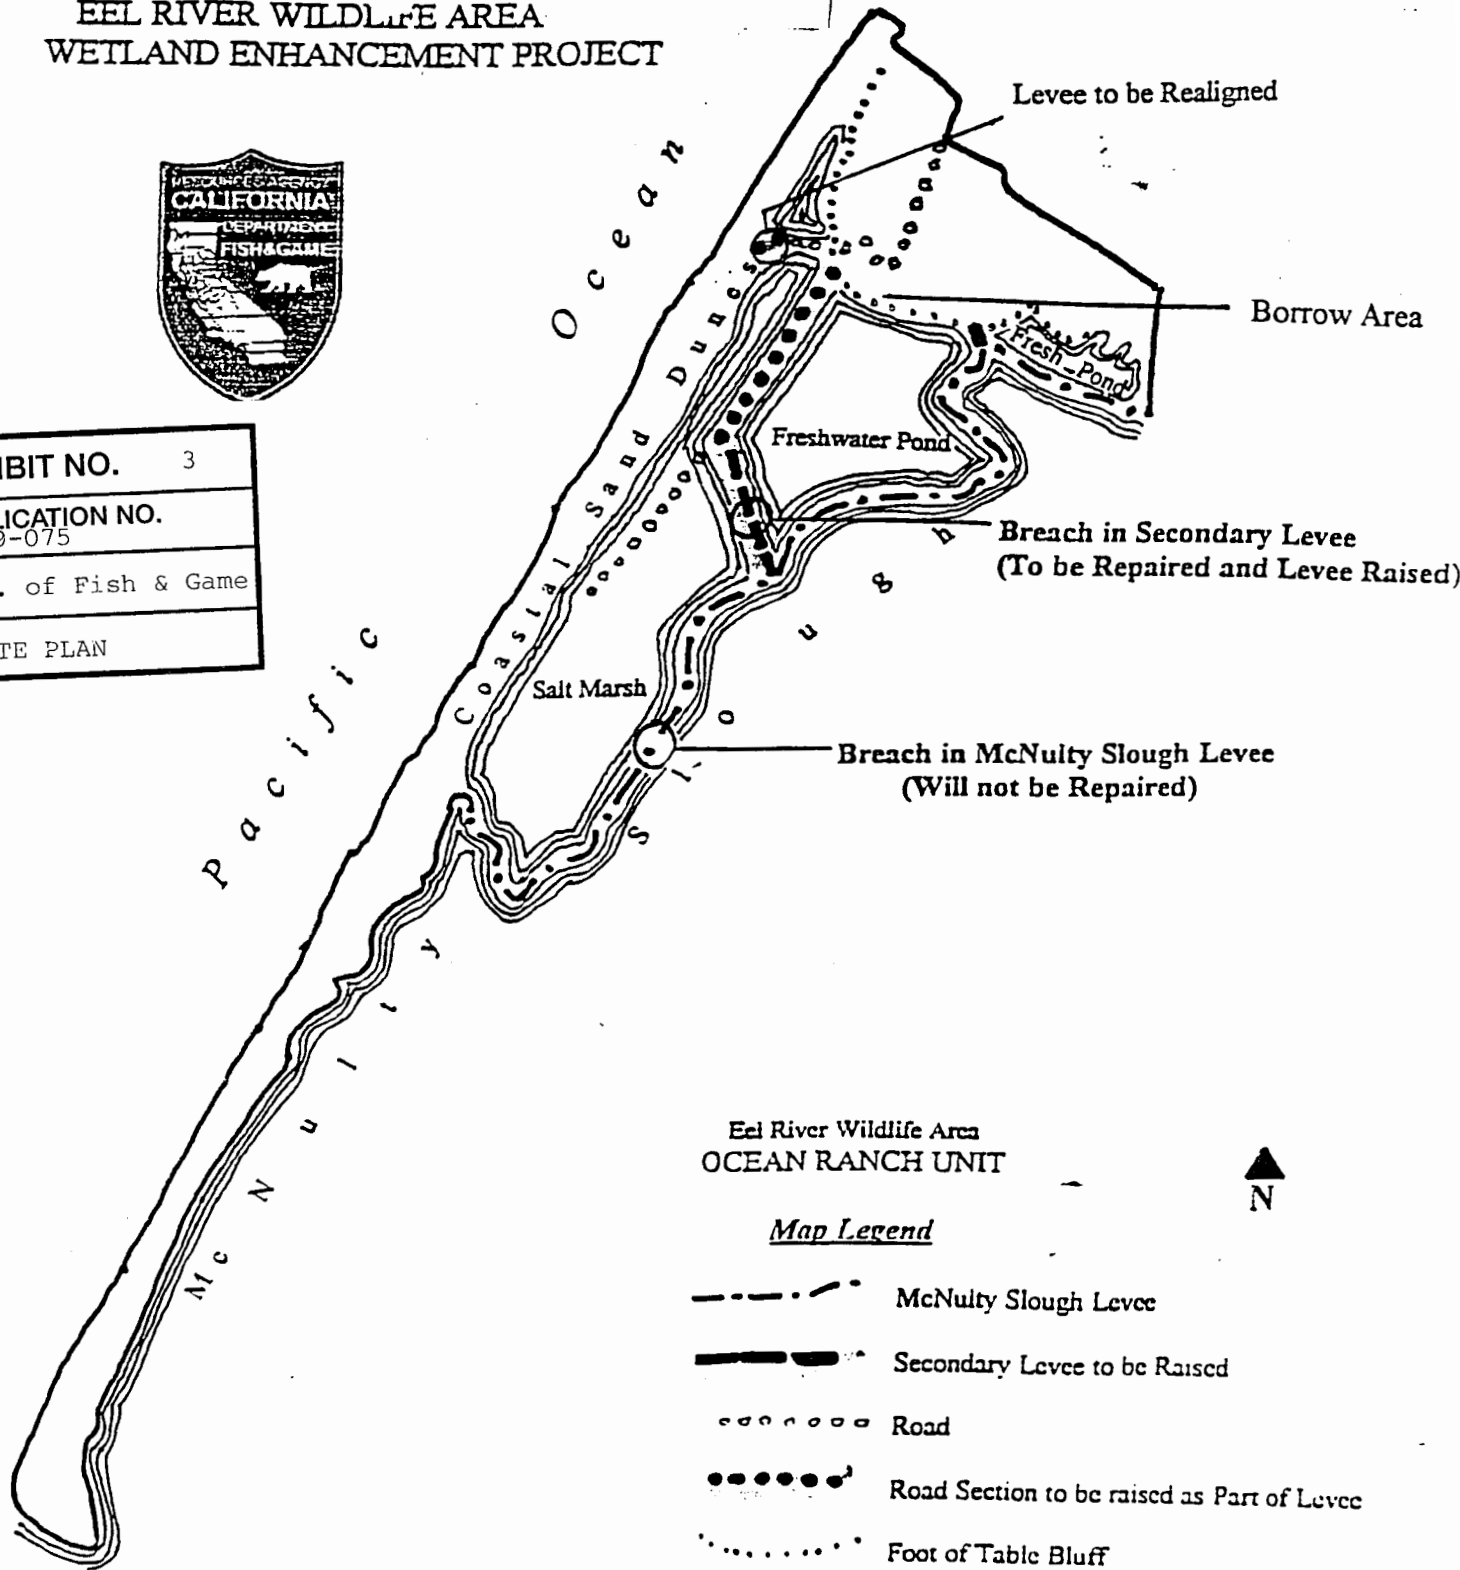 EEL RIVER WILDLIFE AREA
WETLAND ENHANCEMENT PROJECT
CALIFORNIA
DEPARTMENT
FISH&GAME
IBIT NO. 3
LICATION NO.
9-075
. of Fish & Game
TE PLAN
Levee to be Realigned
Borrow Area
Fresh Pond
Freshwater Pond
Breach in Secondary Levee
(To be Repaired and Levee Raised)
Pacific Ocean
Coastal Sand Dunes
Salt Marsh
Breach in McNulty Slough Levee
(Will not be Repaired)
McNulty Slough
Eel River Wildlife Area
OCEAN RANCH UNIT
N
Map Legend
McNulty Slough Levee
Secondary Levee to be Raised
Road
Road Section to be raised as Part of Levee
Foot of Table Bluff